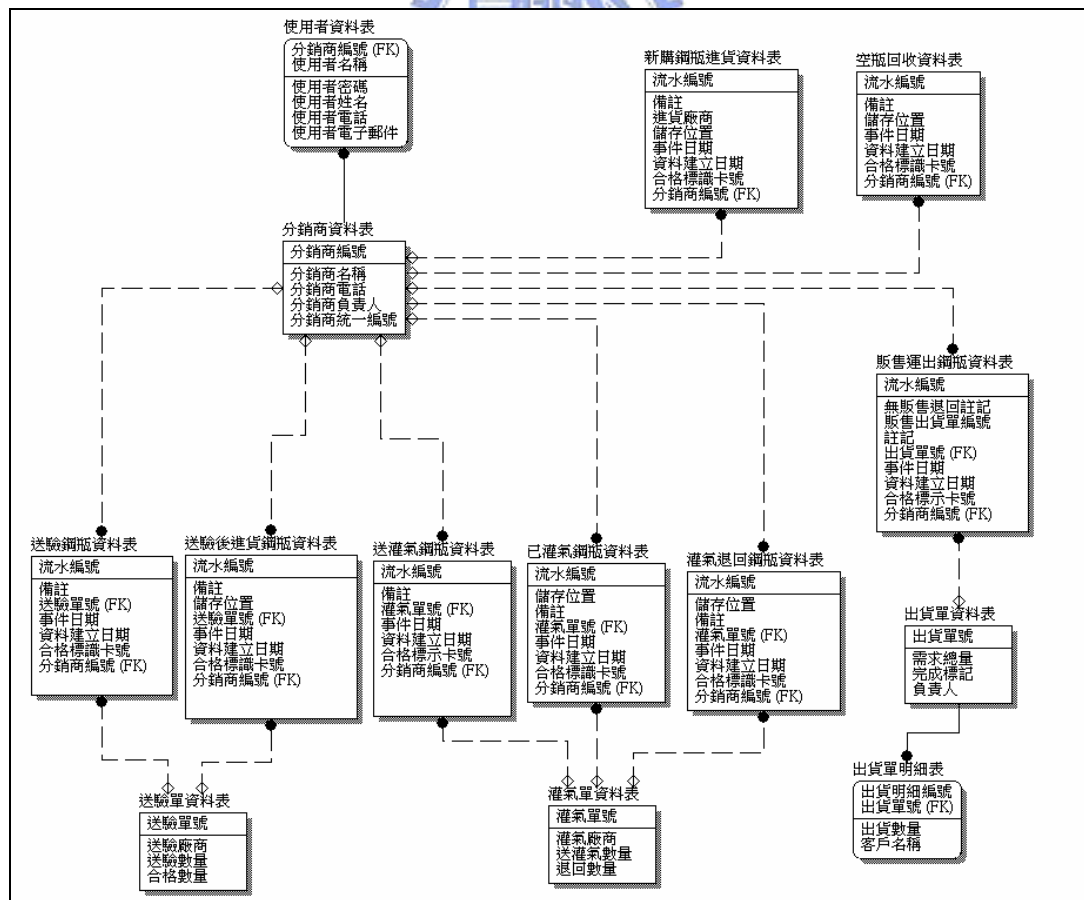 使用者資料表
分銷商編號 (FK)
使用者名稱
使用者密碼
使用者姓名
使用者電話
使用者電子郵件
新購鋼瓶進貨資料表
流水編號
備註
進貨廠商
儲存位置
事件日期
資料建立日期
合格標識卡號
分銷商編號 (FK)
空瓶回收資料表
流水編號
備註
儲存位置
事件日期
資料建立日期
合格標識卡號
分銷商編號 (FK)
分銷商資料表
分銷商編號
分銷商名稱
分銷商電話
分銷商負責人
分銷商統一編號
販售運出鋼瓶資料表
流水編號
無販售退回註記
販售出貨單編號
註記
出貨單號 (FK)
事件日期
資料建立日期
合格標示卡號
分銷商編號 (FK)
送驗鋼瓶資料表
流水編號
備註
送驗單號 (FK)
事件日期
資料建立日期
合格標識卡號
分銷商編號 (FK)
送驗後進貨鋼瓶資料表
流水編號
備註
儲存位置
送驗單號 (FK)
事件日期
資料建立日期
合格標識卡號
分銷商編號 (FK)
送灌氣鋼瓶資料表
流水編號
備註
灌氣單號 (FK)
事件日期
資料建立日期
合格標示卡號
分銷商編號 (FK)
已灌氣鋼瓶資料表
流水編號
儲存位置
備註
灌氣單號 (FK)
事件日期
資料建立日期
合格標識卡號
分銷商編號 (FK)
灌氣退回鋼瓶資料表
流水編號
儲存位置
備註
灌氣單號 (FK)
事件日期
資料建立日期
合格標識卡號
分銷商編號 (FK)
出貨單資料表
出貨單號
需求總量
完成標記
負責人
送驗單資料表
送驗單號
送驗廠商
送驗數量
合格數量
灌氣單資料表
灌氣單號
灌氣廠商
送灌氣數量
退回數量
出貨單明細表
出貨明細編號
出貨單號 (FK)
出貨數量
客戶名稱